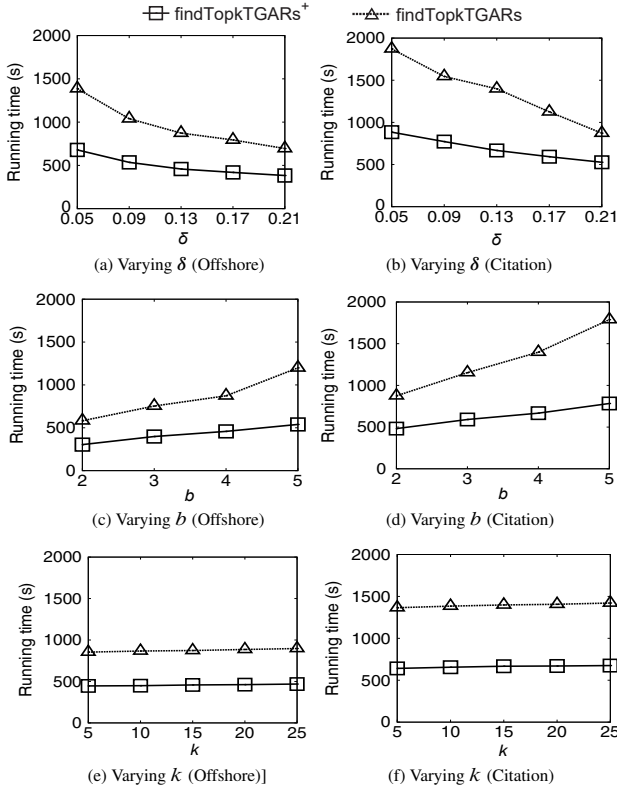 findTopkTGARs⁺ findTopkTGARs
2000
1500
1000
500
0
Running time (s)
0.05 0.09 0.13 0.17 0.21
δ
(a) Varying δ (Offshore)
2000
1500
1000
500
0
Running time (s)
0.05 0.09 0.13 0.17 0.21
δ
(b) Varying δ (Citation)
2000
1500
1000
500
0
Running time (s)
2 3 4 5
b
(c) Varying b (Offshore)
2000
1500
1000
500
0
Running time (s)
2 3 4 5
b
(d) Varying b (Citation)
2000
1500
1000
500
0
Running time (s)
5 10 15 20 25
k
(e) Varying k (Offshore)]
2000
1500
1000
500
0
Running time (s)
5 10 15 20 25
k
(f) Varying k (Citation)